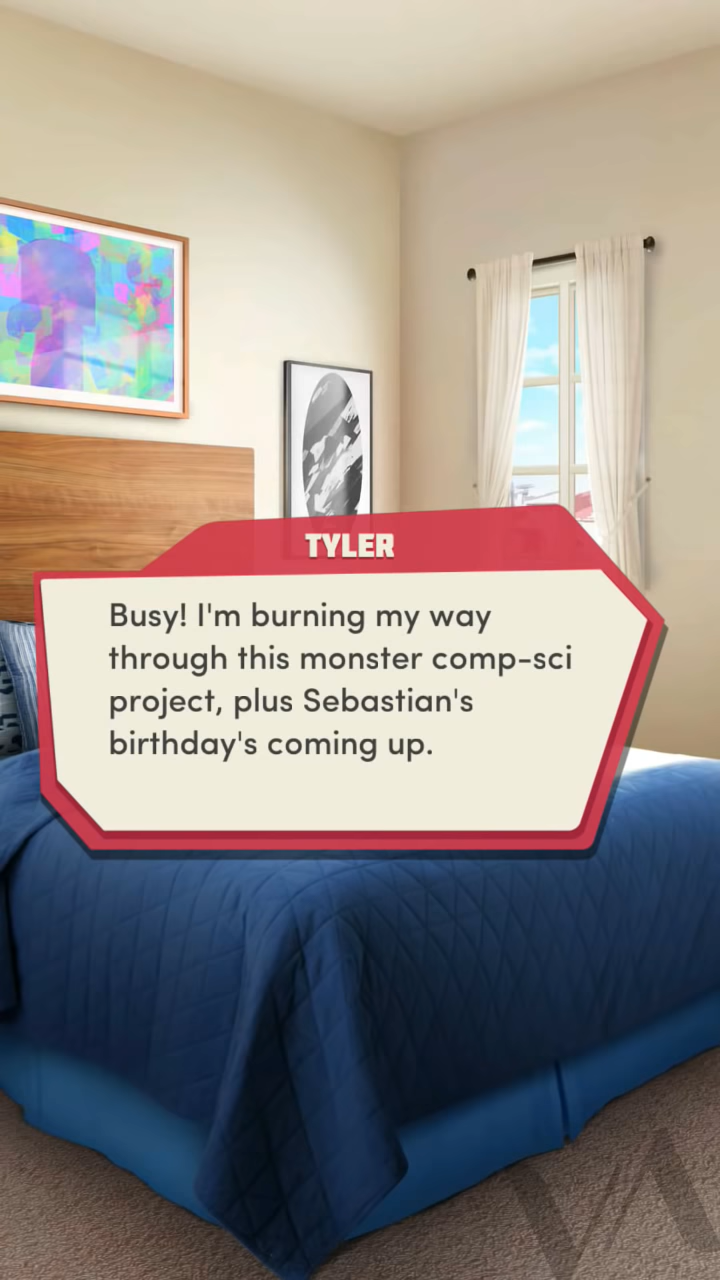 TYLER
Busy! I'm burning my way
through this monster comp-sci
project, plus Sebastian's
birthday's coming up.